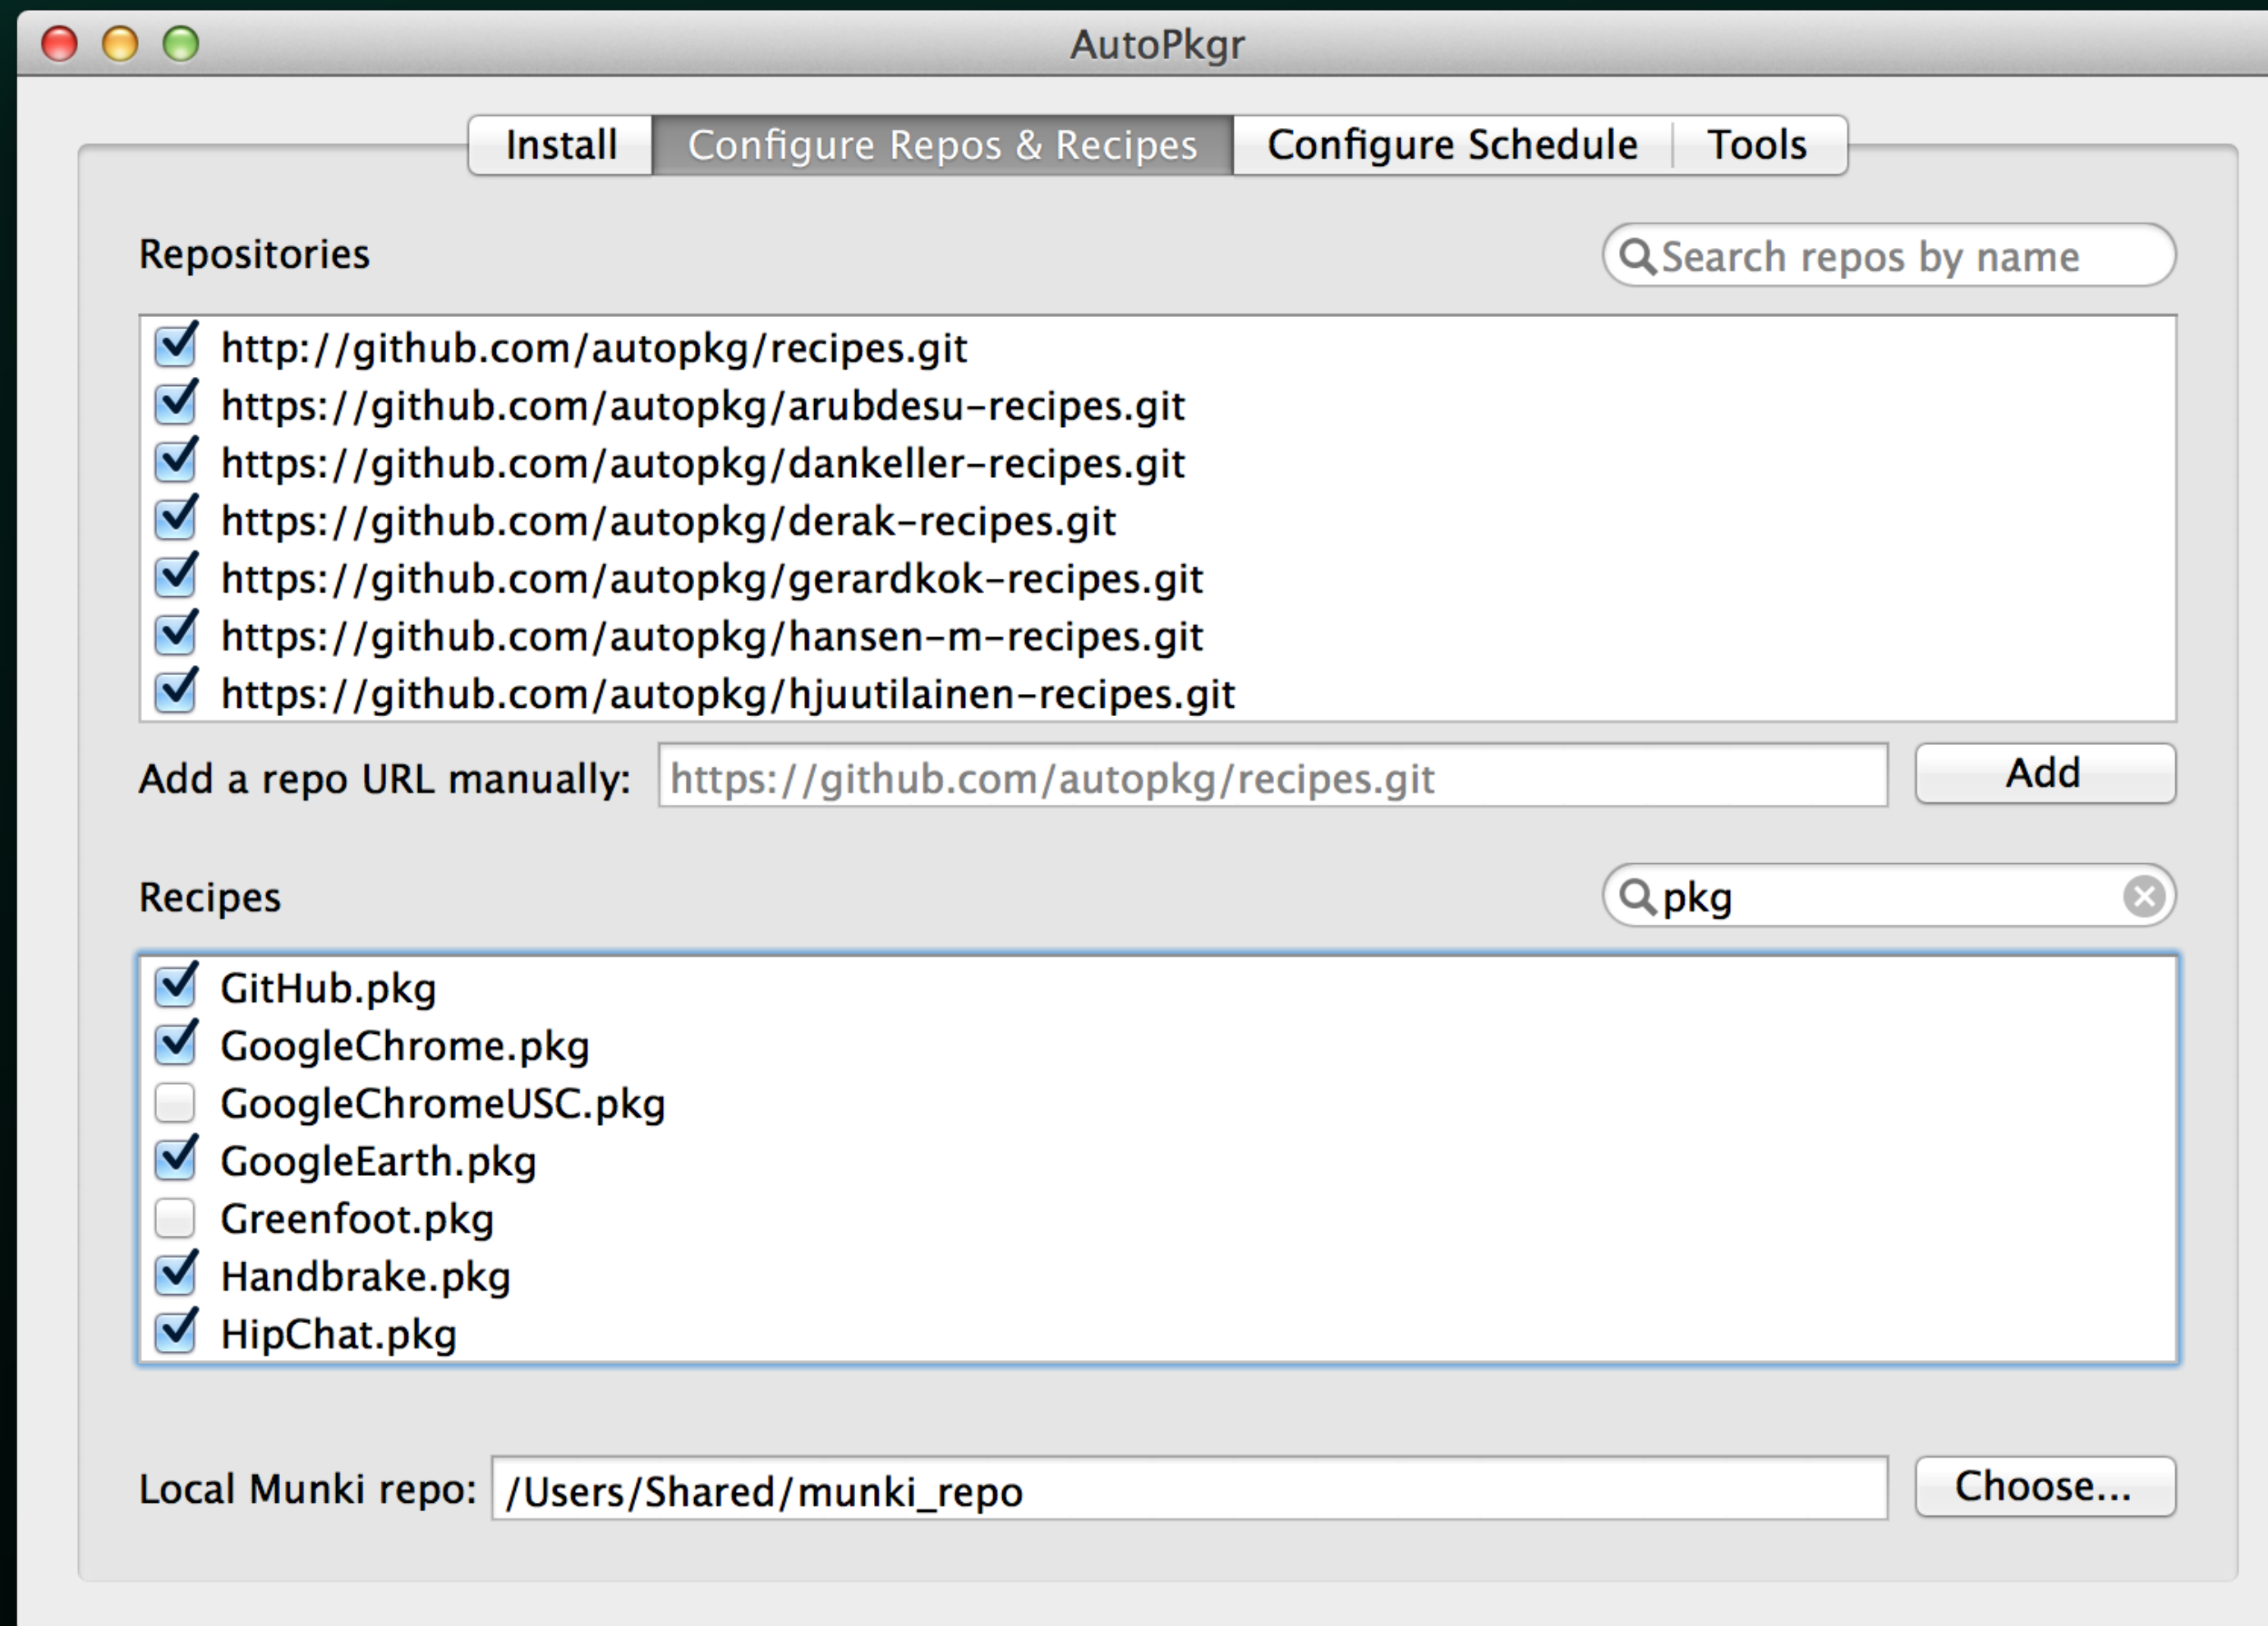 AutoPkgr
Install Configure Repos & Recipes Configure Schedule Tools
Repositories Search repos by name
http://github.com/autopkg/recipes.git
https://github.com/autopkg/arubdesu-recipes.git
https://github.com/autopkg/dankeller-recipes.git
https://github.com/autopkg/derak-recipes.git
https://github.com/autopkg/gerardkok-recipes.git
https://github.com/autopkg/hansen-m-recipes.git
https://github.com/autopkg/hjuutilainen-recipes.git
Add a repo URL manually: https://github.com/autopkg/recipes.git Add
Recipes pkg
GitHub.pkg
GoogleChrome.pkg
GoogleChromeUSC.pkg
GoogleEarth.pkg
Greenfoot.pkg
Handbrake.pkg
HipChat.pkg
Local Munki repo: /Users/Shared/munki_repo Choose...